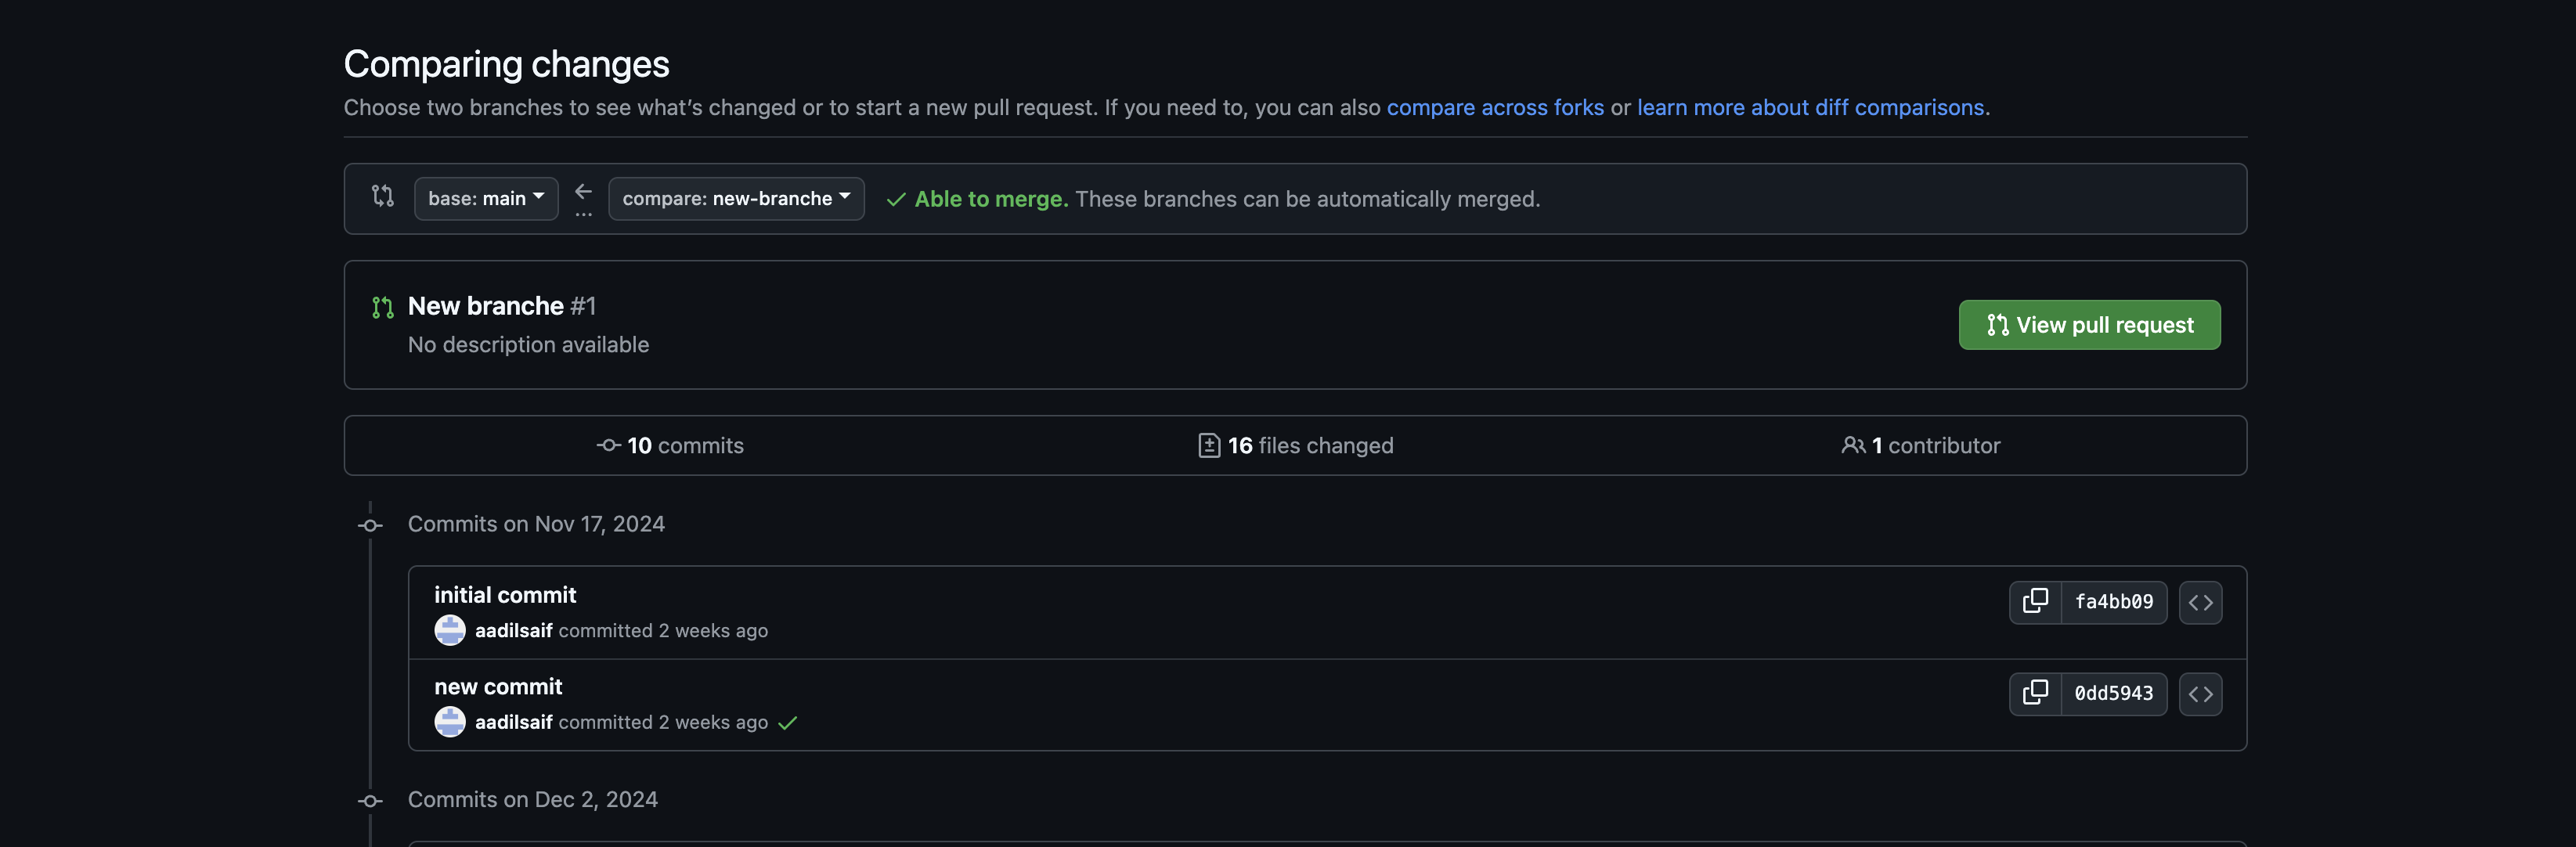 Comparing changes
Choose two branches to see what’s changed or to start a new pull request. If you need to, you can also compare across forks or learn more about diff comparisons.
base: main ... compare: new-branche Able to merge. These branches can be automatically merged.
New branche #1
No description available
View pull request
10 commits 16 files changed 1 contributor
Commits on Nov 17, 2024
initial commit
aadilsaif committed 2 weeks ago
fa4bb09
new commit
aadilsaif committed 2 weeks ago
0dd5943
Commits on Dec 2, 2024